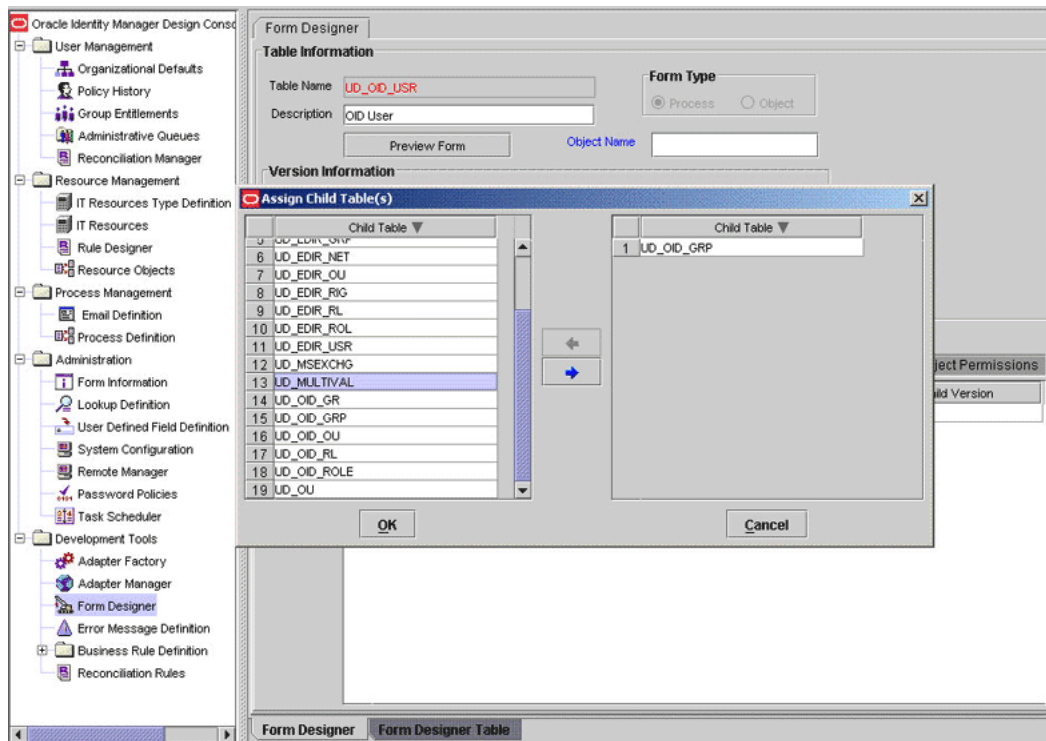 Oracle Identity Manager Design Consc
User Management
Organizational Defaults
Policy History
Group Entitlements
Administrative Queues
Reconciliation Manager
Resource Management
IT Resources Type Definition
IT Resources
Rule Designer
Resource Objects
Process Management
Email Definition
Process Definition
Administration
Form Information
Lookup Definition
User Defined Field Definition
System Configuration
Remote Manager
Password Policies
Task Scheduler
Development Tools
Adapter Factory
Adapter Manager
Form Designer
Error Message Definition
Business Rule Definition
Reconciliation Rules
Form Designer
Table Information
Table Name UD_OID_USR
Form Type
Process Object
Description OID User
Preview Form
Object Name
Version Information
Assign Child Table(s)
Child Table
5 UD_EDIR_GRP
6 UD_EDIR_NET
7 UD_EDIR_OU
8 UD_EDIR_RIG
9 UD_EDIR_RL
10 UD_EDIR_ROL
11 UD_EDIR_USR
12 UD_MSEXCHG
13 UD_MULTIVAL
14 UD_OID_GR
15 UD_OID_GRP
16 UD_OID_OU
17 UD_OID_RL
18 UD_OID_ROLE
19 UD_OU
Child Table
1 UD_OID_GRP
OK
Cancel
ject Permissions
ild Version
Form Designer Form Designer Table